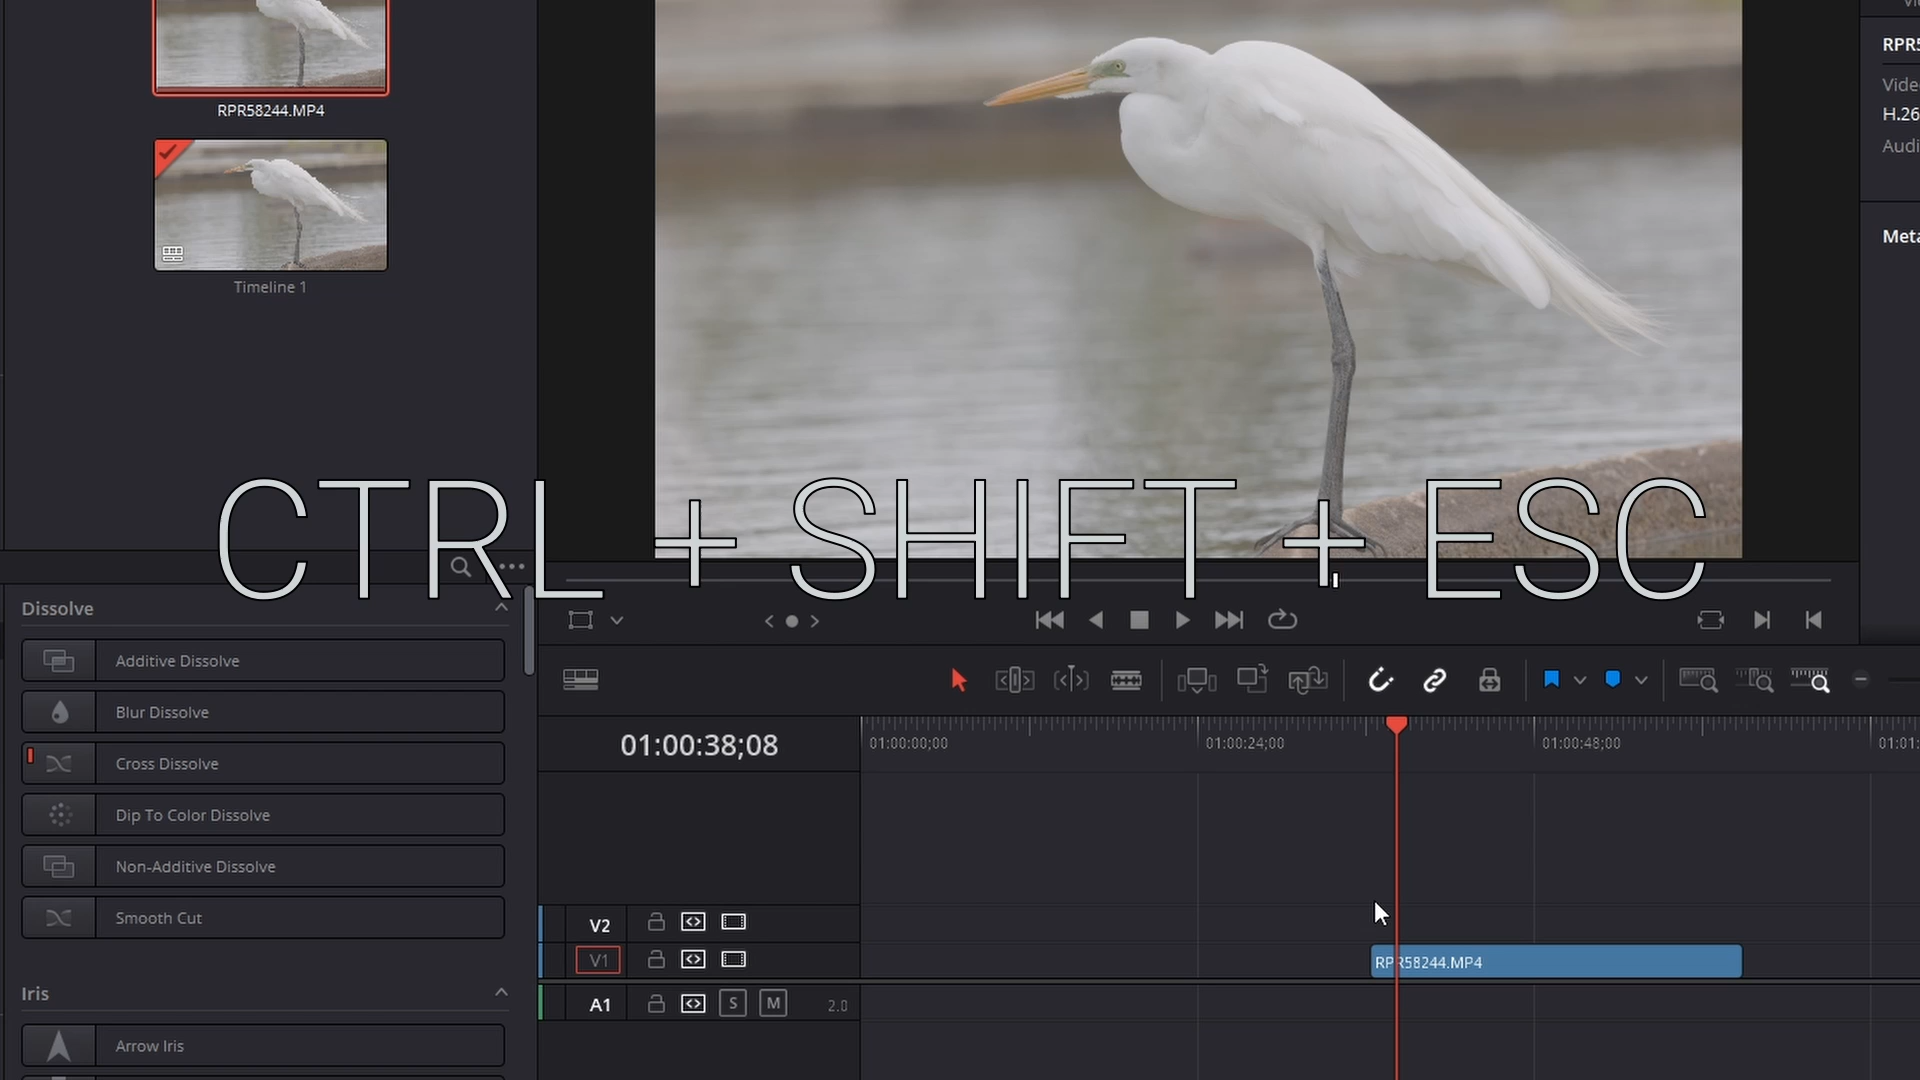 RPR58244.MP4
Timeline 1
CTRL + SHIFT + ESC
Dissolve
Additive Dissolve
Blur Dissolve
Cross Dissolve
Dip To Color Dissolve
Non-Additive Dissolve
Smooth Cut
Iris
Arrow Iris
01:00:38;08
01:00:00;00
01:00:24;00
01:00:48;00
01:01:
V2
V1
RPR58244.MP4
A1
S
M
2.0
RPR5
Vide
H.26
Audi
Meta